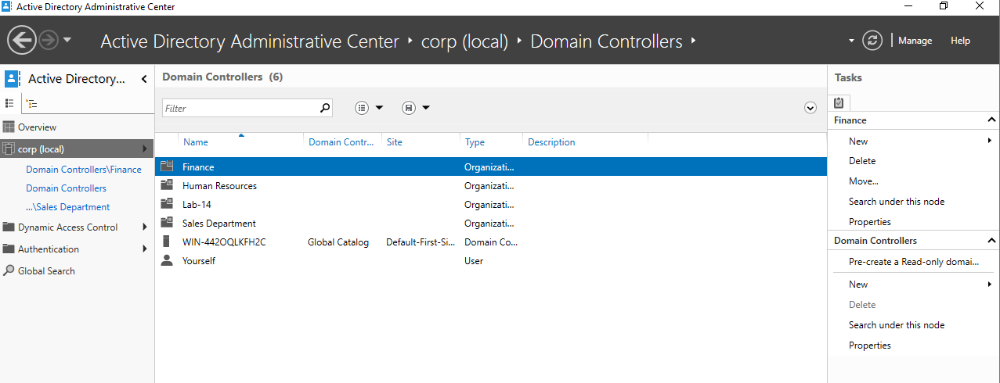 Active Directory Administrative Center
Active Directory Administrative Center • corp (local) • Domain Controllers •
Manage Help
Active Directory...
Overview
corp (local)
Domain Controllers\Finance
Domain Controllers
...\Sales Department
Dynamic Access Control
Authentication
Global Search
Domain Controllers (6)
Filter
Name Domain Contr... Site Type Description
Finance Organizati...
Human Resources Organizati...
Lab-14 Organizati...
Sales Department Organizati...
WIN-442OQLKFH2C Global Catalog Default-First-Si... Domain Co...
Yourself User
Tasks
Finance
New
Delete
Move...
Search under this node
Properties
Domain Controllers
Pre-create a Read-only domai...
New
Delete
Search under this node
Properties